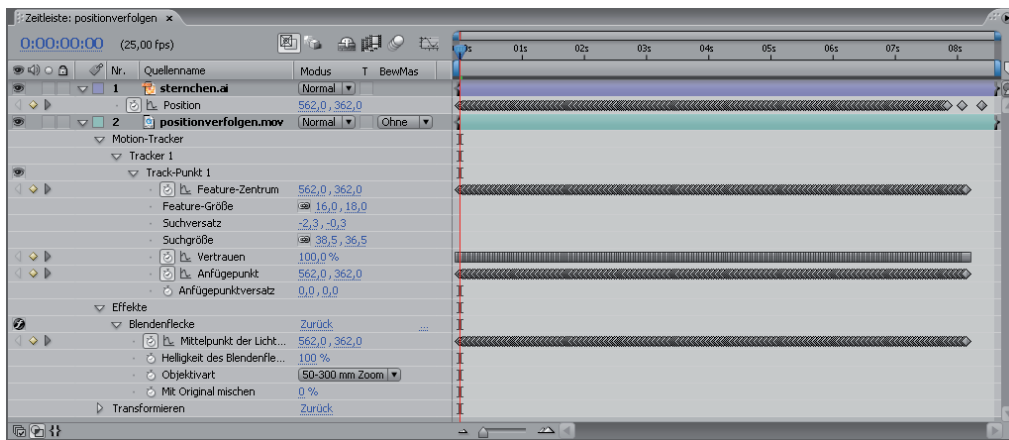 Zeitleiste: positionverfolgen ×
0:00:00:00 (25,00 fps)
00s 01s 02s 03s 04s 05s 06s 07s 08s
Nr. Quellenname Modus T BewMas
1 sternchen.ai Normal
Position 562,0, 362,0
2 positionverfolgen.mov Normal Ohne
Motion-Tracker
Tracker 1
Track-Punkt 1
Feature-Zentrum 562,0, 362,0
Feature-Größe 16,0, 18,0
Suchversatz -2,3, -0,3
Suchgröße 38,5, 36,5
Vertrauen 100,0 %
Anfügepunkt 562,0, 362,0
Anfügepunktversatz 0,0, 0,0
Effekte
Blendenflecke Zurück ...
Mittelpunkt der Licht... 562,0, 362,0
Helligkeit des Blendenfle... 100 %
Objektivart 50-300 mm Zoom
Mit Original mischen 0 %
Transformieren Zurück